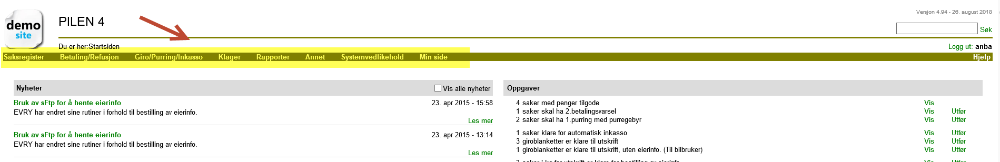 Versjon 4.94 - 26. august 2018
demo
site
PILEN 4
Søk
Du er her:Startsiden
Logg ut: anba
Saksregister Betaling/Refusjon Giro/Purring/Inkasso Klager Rapporter Annet Systemvedlikehold Min side Hjelp
Nyheter Vis alle nyheter
Bruk av sFtp for å hente eierinfo 23. apr 2015 - 15:58
EVRY har endret sine rutiner i forhold til bestilling av eierinfo.
Les mer
Bruk av sFtp for å hente eierinfo 23. apr 2015 - 13:14
EVRY har endret sine rutiner i forhold til bestilling av eierinfo.
Les mer
Oppgaver
4 saker med penger tilgode Vis
1 saker skal ha 2.betalingsvarsel Vis Utfør
2 saker skal ha 1.purring med purregebyr Vis Utfør
1 saker klare for automatisk inkasso Vis Utfør
3 giroblanketter er klare til utskrift Vis Utfør
1 giroblanketter er klare til utskrift, uten eierinfo. (Til bilbruker) Vis Utfør